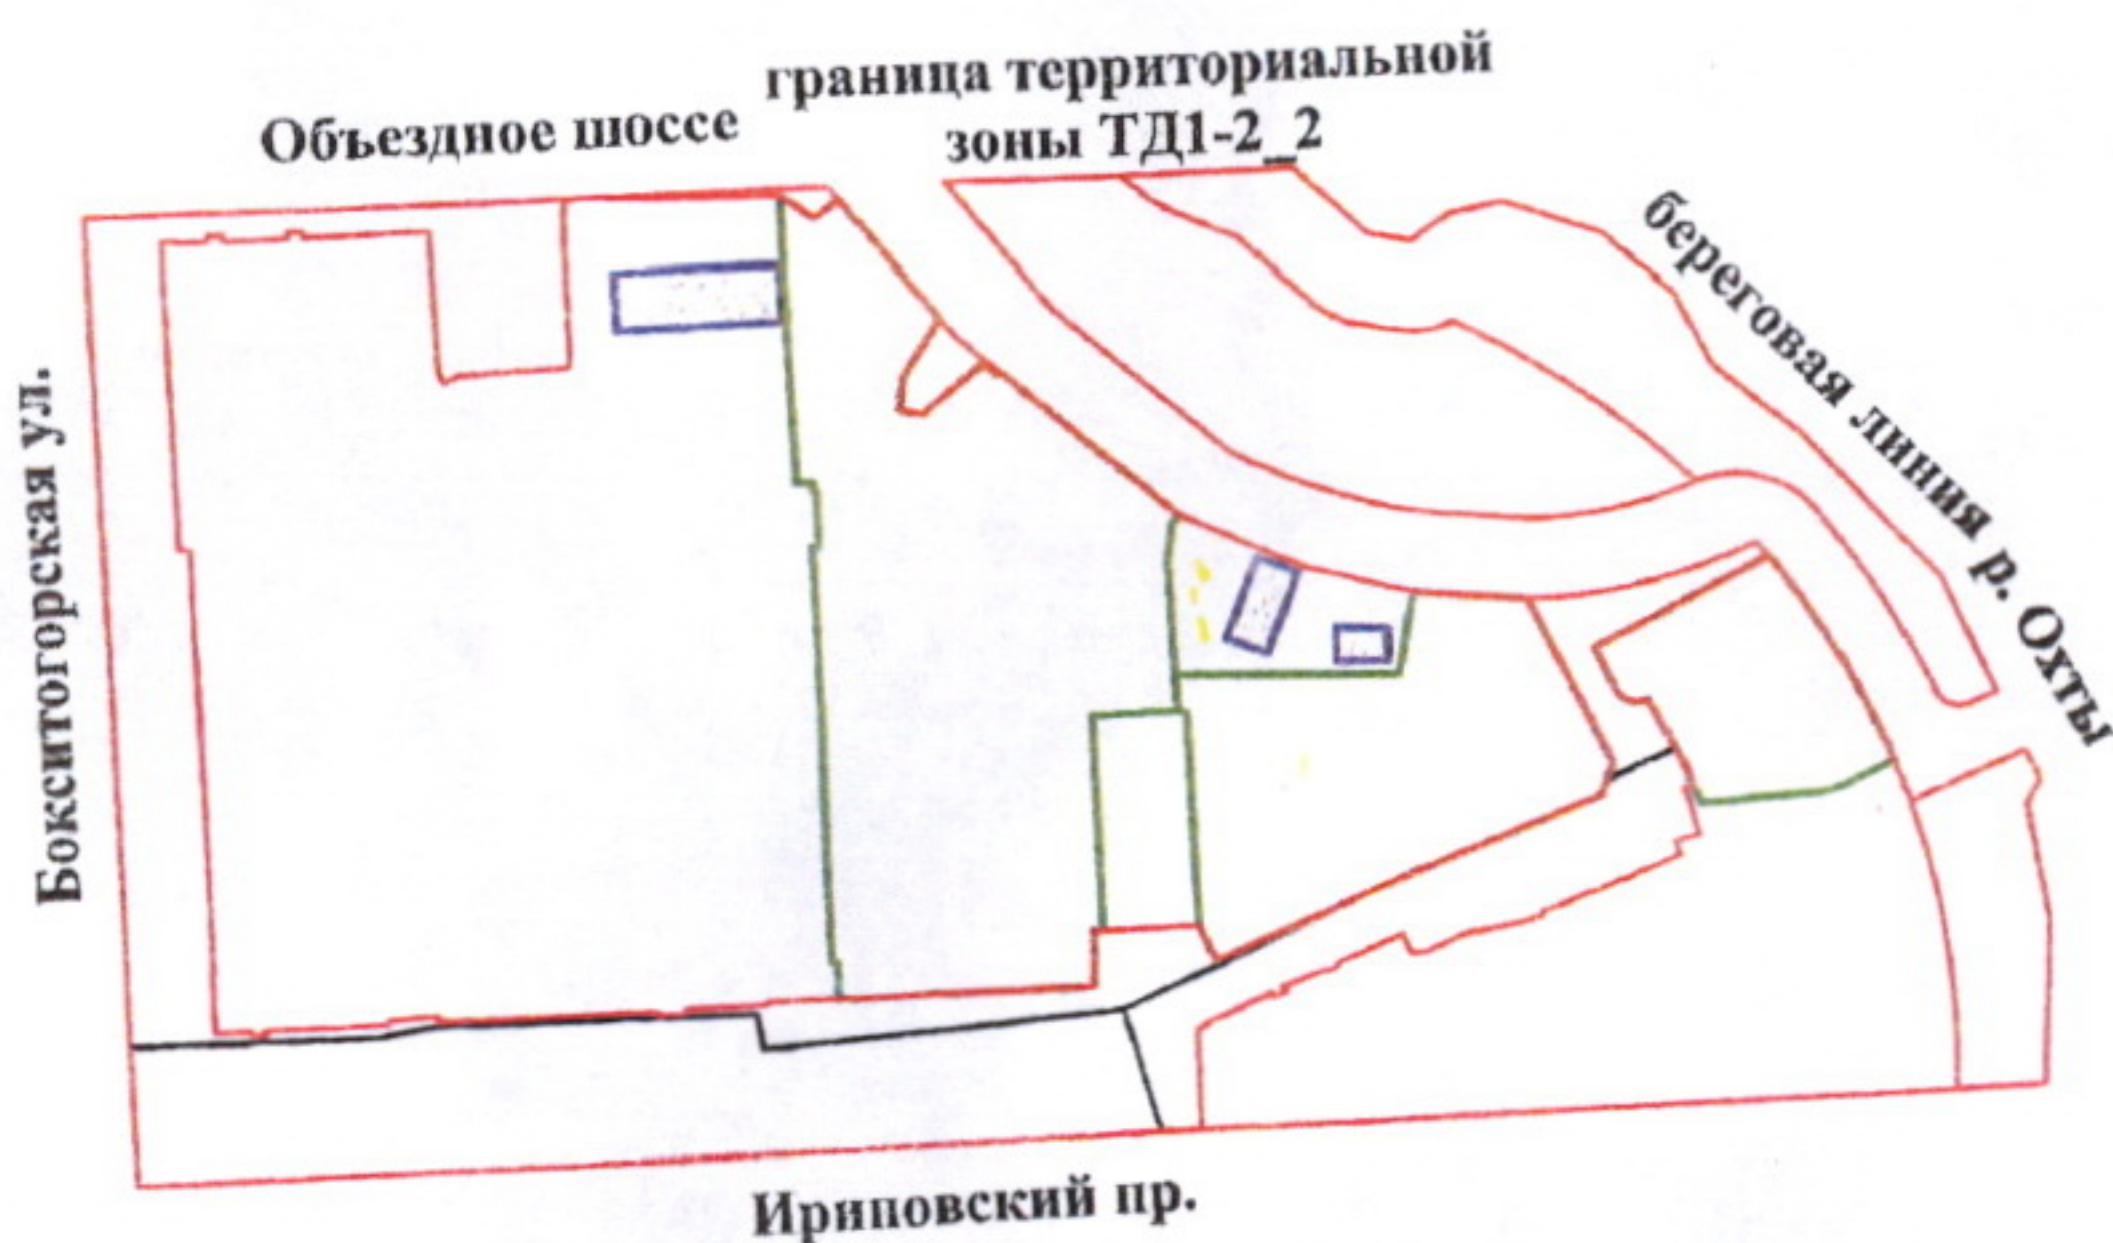 граница территориальной
зоны ТД1-2_2
Объездное шоссе
береговая линия р. Охты
Бокситогорская ул.
Ириновский пр.